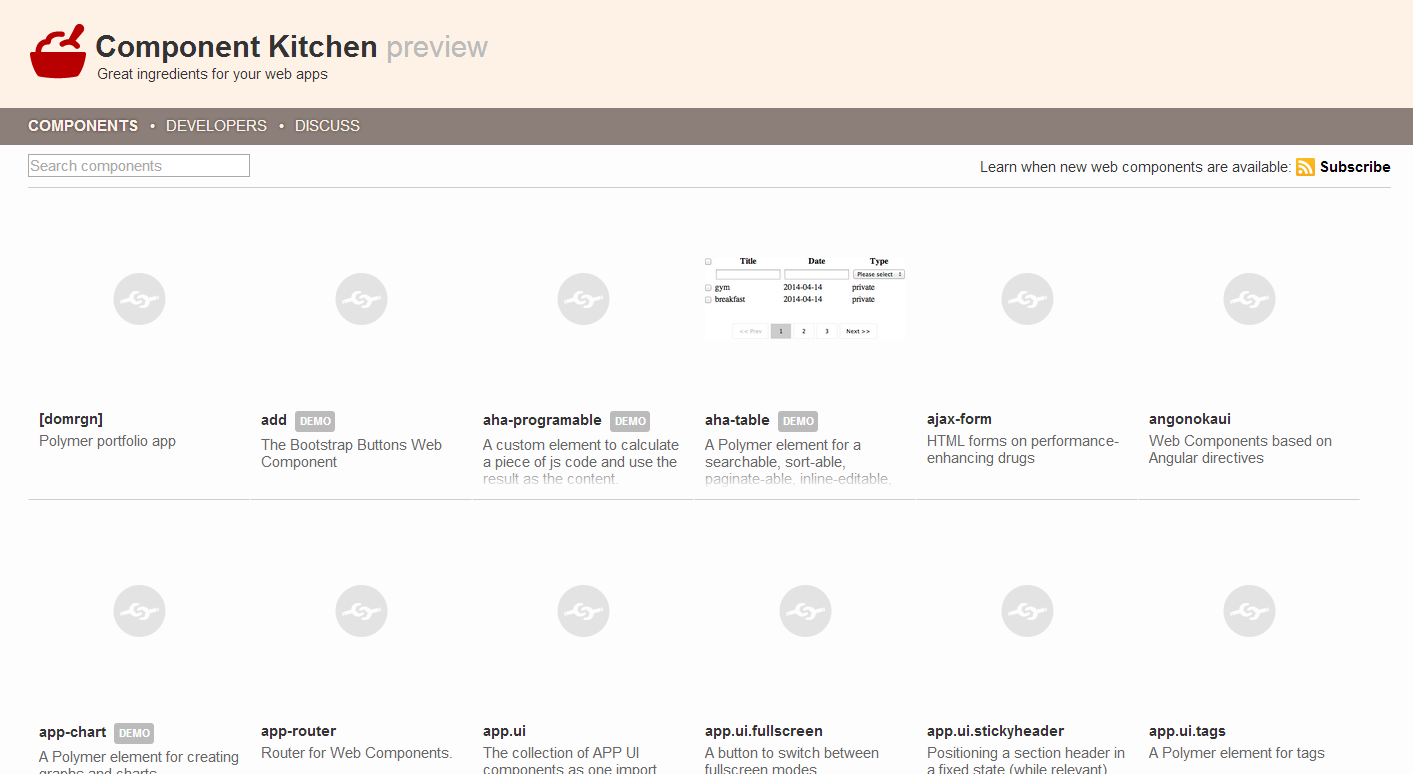 Component Kitchen preview
Great ingredients for your web apps
COMPONENTS • DEVELOPERS • DISCUSS
Search components
Learn when new web components are available: Subscribe
Title Date Type
Please select
gym 2014-04-14 private
breakfast 2014-04-14 private
<< Prev 1 2 3 Next >>
[domrgn]
Polymer portfolio app
add DEMO
The Bootstrap Buttons Web
Component
aha-programable DEMO
A custom element to calculate
a piece of js code and use the
result as the content.
aha-table DEMO
A Polymer element for a
searchable, sort-able,
paginate-able, inline-editable,
ajax-form
HTML forms on performance-
enhancing drugs
angonokaui
Web Components based on
Angular directives
app-chart DEMO
A Polymer element for creating
graphs and charts
app-router
Router for Web Components.
app.ui
The collection of APP UI
components as one import
app.ui.fullscreen
A button to switch between
fullscreen modes
app.ui.stickyheader
Positioning a section header in
a fixed state (while relevant)
app.ui.tags
A Polymer element for tags